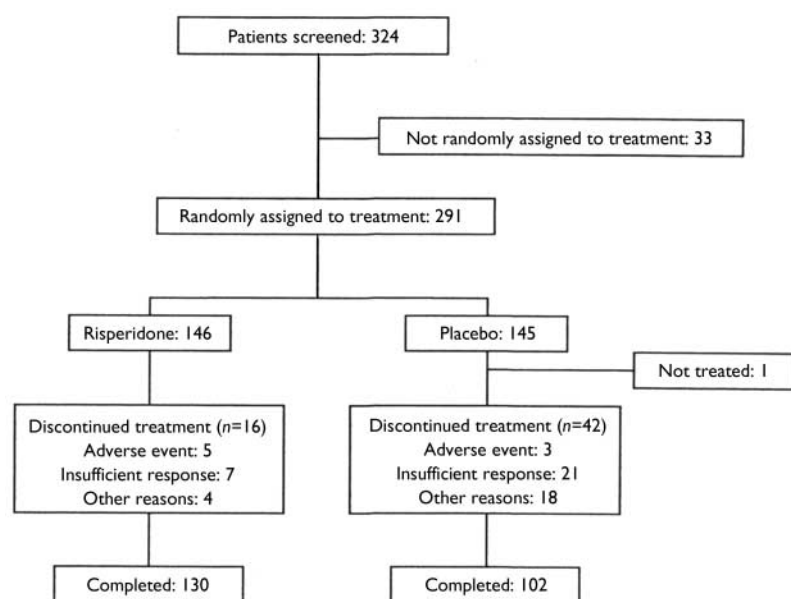 Patients screened: 324
Not randomly assigned to treatment: 33
Randomly assigned to treatment: 291
Risperidone: 146
Placebo: 145
Not treated: 1
Discontinued treatment (n=16)
Adverse event: 5
Insufficient response: 7
Other reasons: 4
Discontinued treatment (n=42)
Adverse event: 3
Insufficient response: 21
Other reasons: 18
Completed: 130
Completed: 102